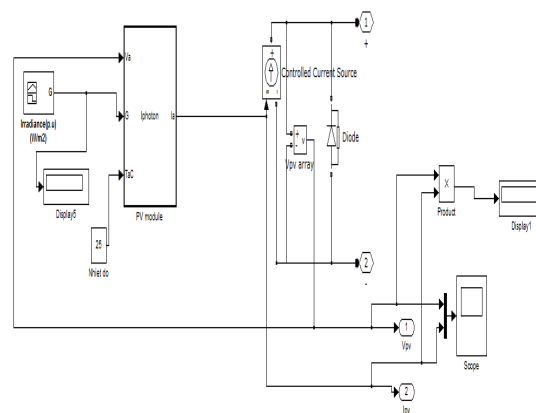 1
+
Va
G
Irradiance(p.u)
(W/m2)
G
Iphoton
Ia
TaC
PV module
Display5
25
Nhiet do
+
Controlled Current Source
+
-
v
Vpv array
Diode
2
-
X
Product
Display1
1
Vpv
Scope
2
Ipv